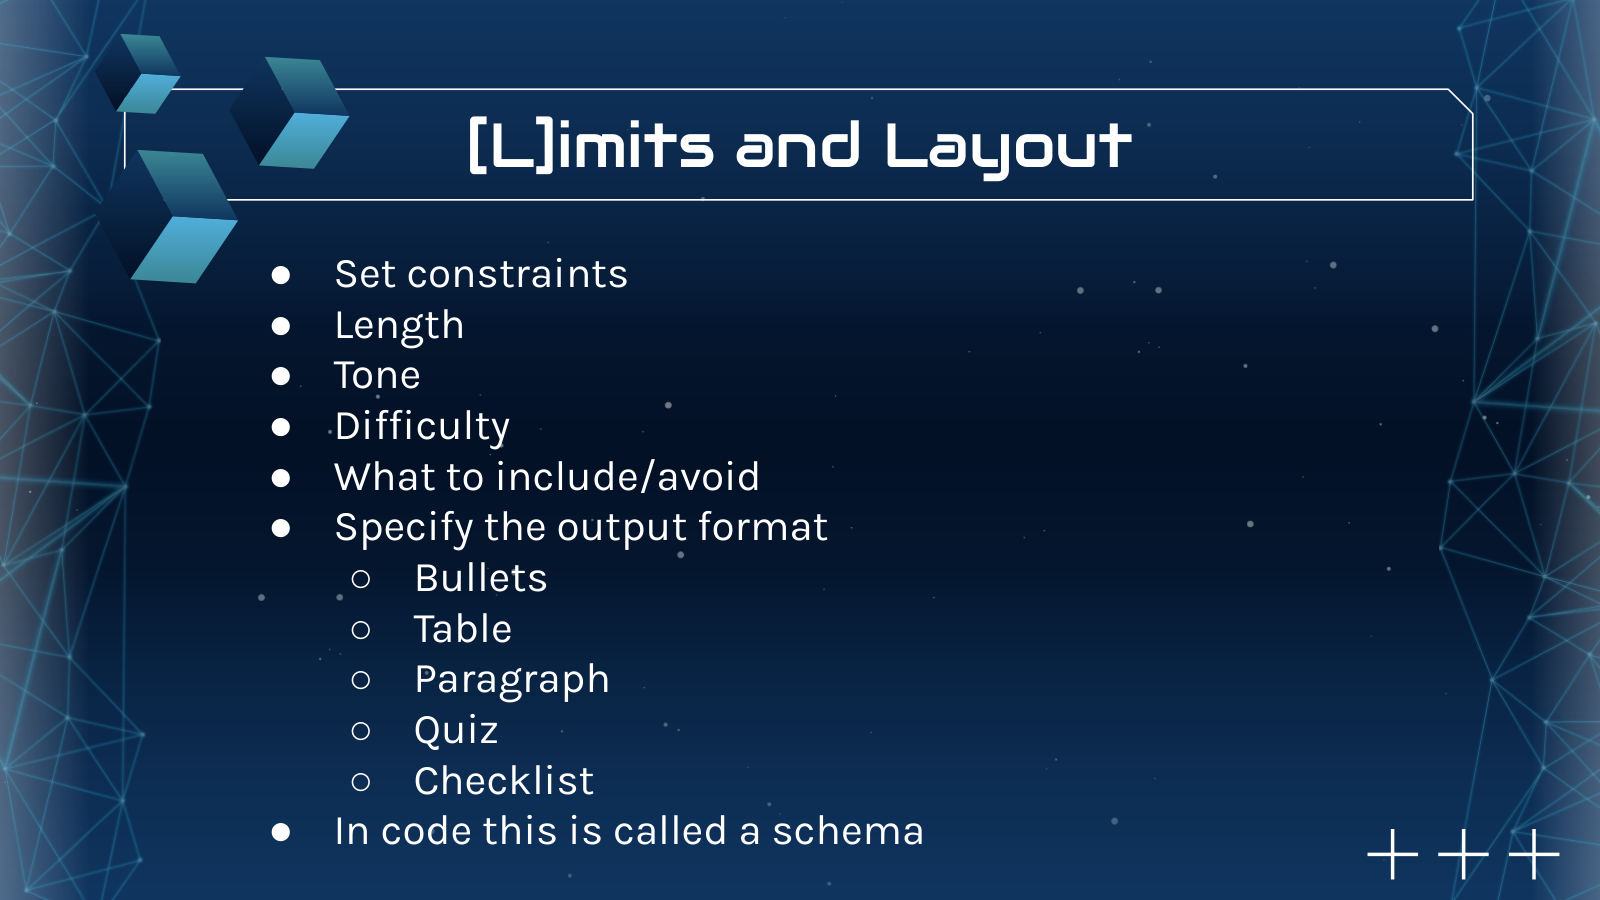 [L]imits and Layout
● Set constraints
● Length
● Tone
● Difficulty
● What to include/avoid
● Specify the output format
○ Bullets
○ Table
○ Paragraph
○ Quiz
○ Checklist
● In code this is called a schema